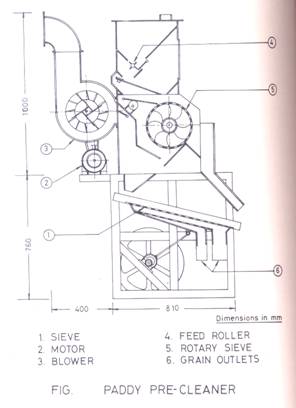 4
1000
5
3
2
1
760
6
400
810
Dimensions in mm
1. SIEVE
2. MOTOR
3. BLOWER
4. FEED ROLLER
5. ROTARY SIEVE
6. GRAIN OUTLETS
FIG. PADDY PRE-CLEANER